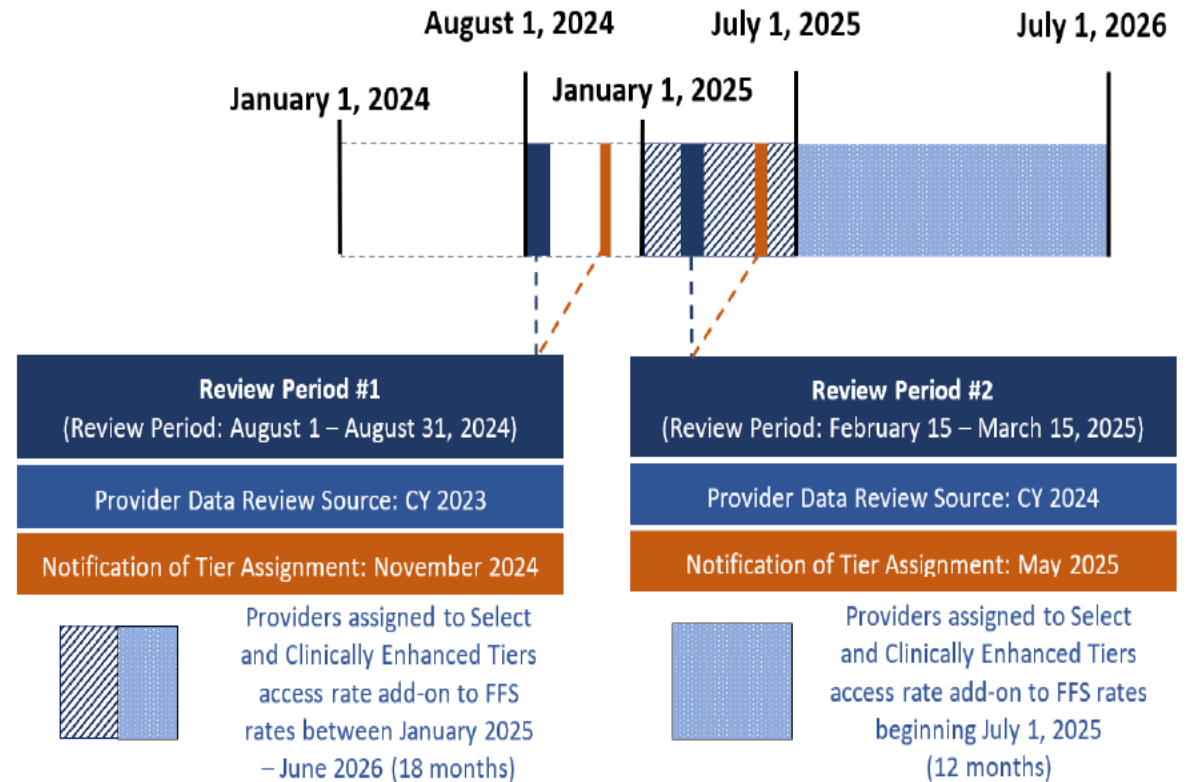 August 1, 2024
July 1, 2025
July 1, 2026
January 1, 2024
January 1, 2025
Review Period #1
(Review Period: August 1 – August 31, 2024)
Provider Data Review Source: CY 2023
Notification of Tier Assignment: November 2024
Providers assigned to Select
and Clinically Enhanced Tiers
access rate add-on to FFS
rates between January 2025
– June 2026 (18 months)
Review Period #2
(Review Period: February 15 – March 15, 2025)
Provider Data Review Source: CY 2024
Notification of Tier Assignment: May 2025
Providers assigned to Select
and Clinically Enhanced Tiers
access rate add-on to FFS rates
beginning July 1, 2025
(12 months)